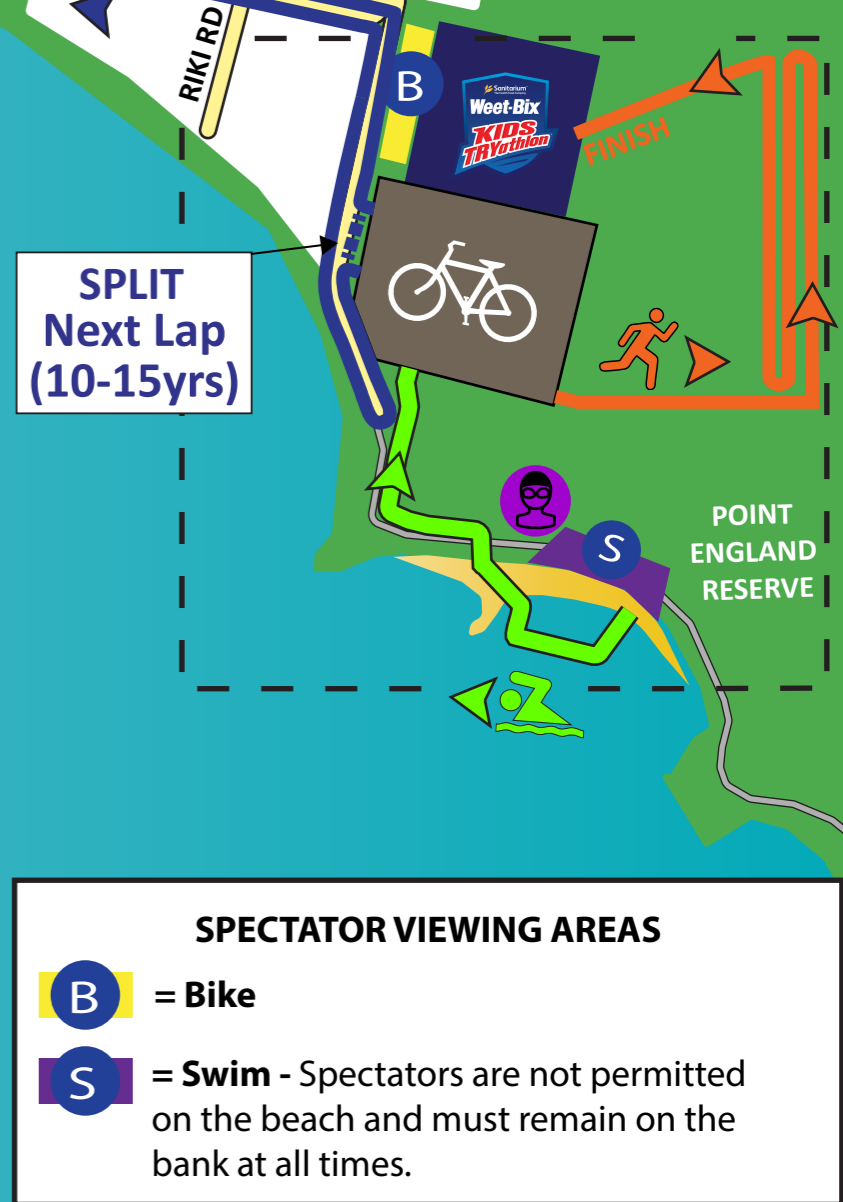 RIKI RD
B
Sanitarium
Weet-Bix
KIDS
TRYathlon
FINISH
SPLIT
Next Lap
(10-15yrs)
S
POINT
ENGLAND
RESERVE
SPECTATOR VIEWING AREAS
B = Bike
S = Swim - Spectators are not permitted
on the beach and must remain on the
bank at all times.